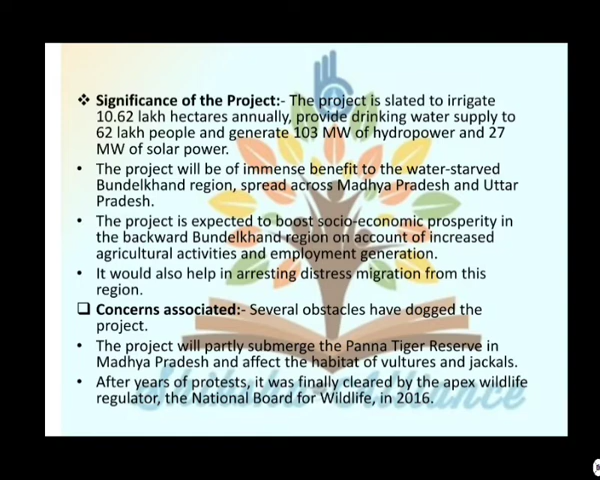 ❖ Significance of the Project:- The project is slated to irrigate
10.62 lakh hectares annually, provide drinking water supply to
62 lakh people and generate 103 MW of hydropower and 27
MW of solar power.
• The project will be of immense benefit to the water-starved
Bundelkhand region, spread across Madhya Pradesh and Uttar
Pradesh.
• The project is expected to boost socio-economic prosperity in
the backward Bundelkhand region on account of increased
agricultural activities and employment generation.
• It would also help in arresting distress migration from this
region.
❑ Concerns associated:- Several obstacles have dogged the
project.
• The project will partly submerge the Panna Tiger Reserve in
Madhya Pradesh and affect the habitat of vultures and jackals.
• After years of protests, it was finally cleared by the apex wildlife
regulator, the National Board for Wildlife, in 2016.